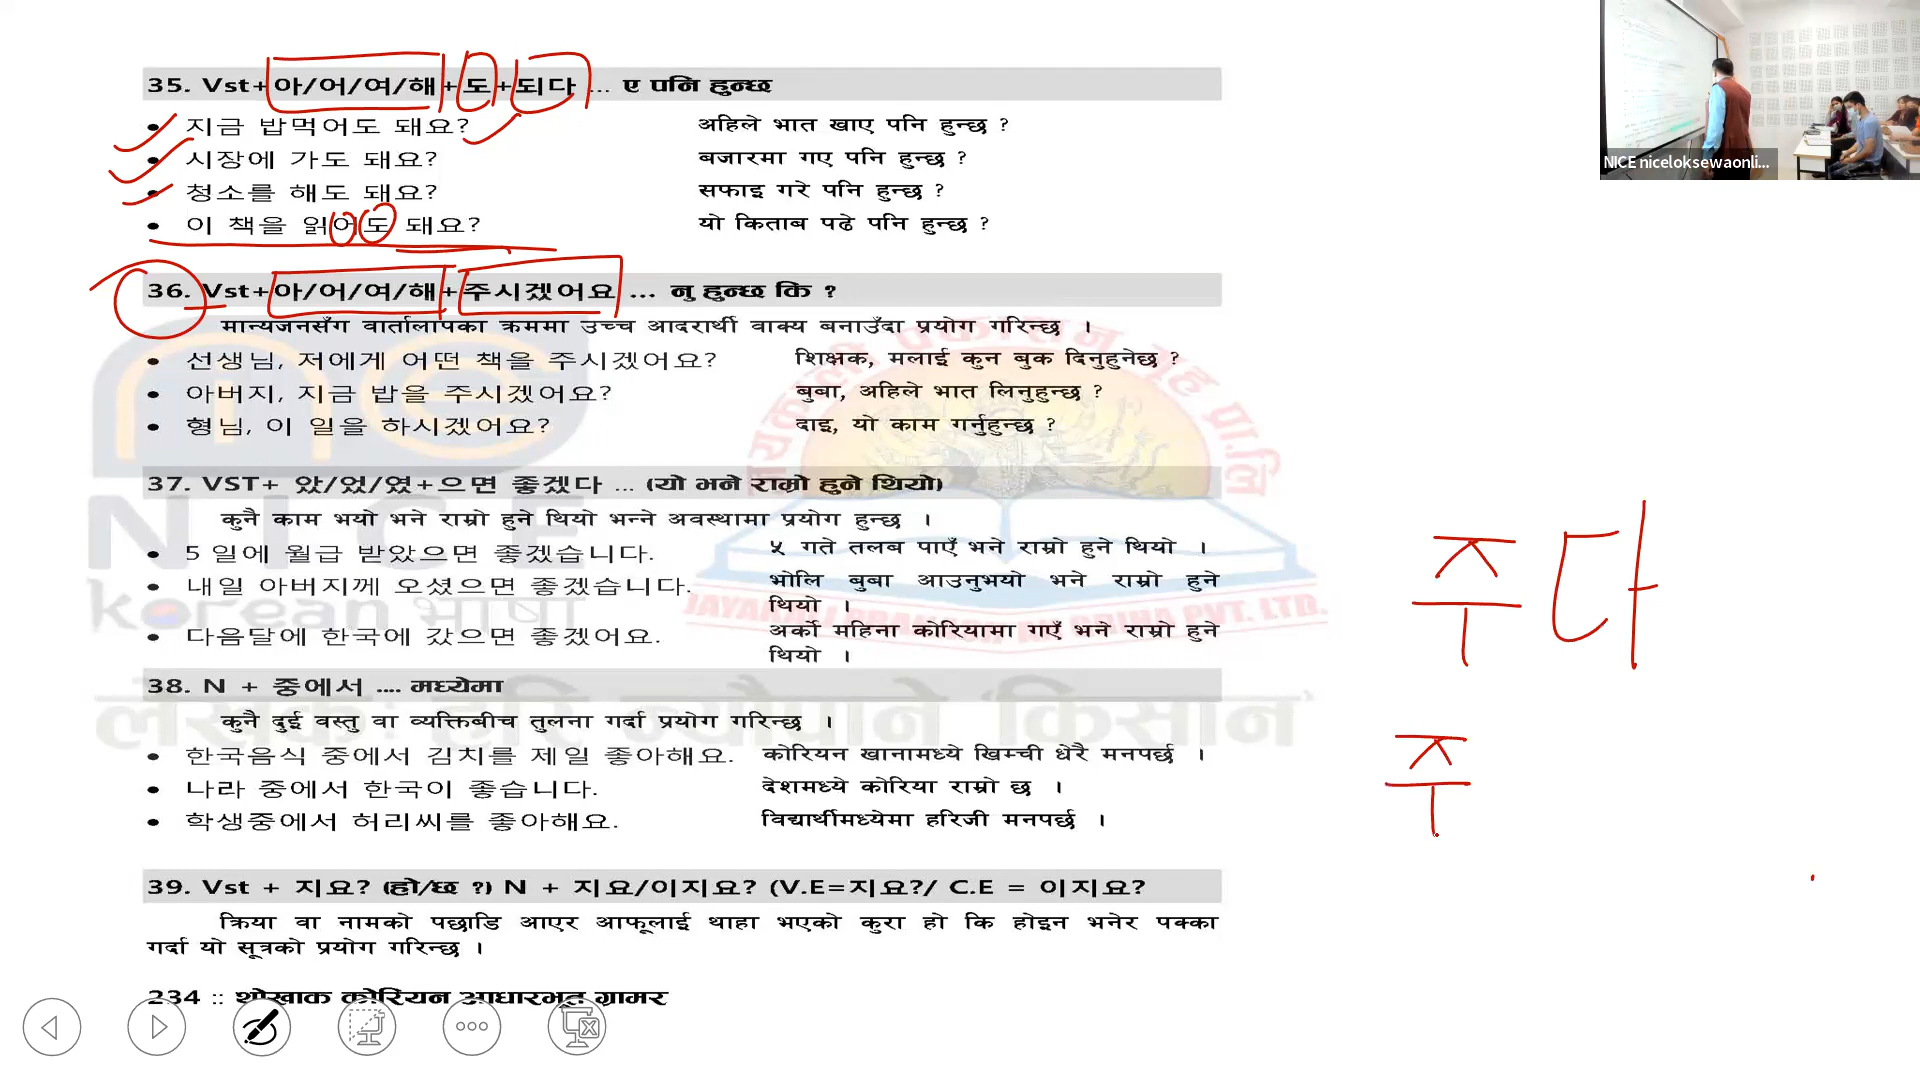 35. Vst+아/어/여/해+도+되다 ... ए पनि हुन्छ
• 지금 밥먹어도 돼요? अहिले भात खाए पनि हुन्छ ?
• 시장에 가도 돼요? बजारमा गए पनि हुन्छ ?
• 청소를 해도 돼요? सफाइ गरे पनि हुन्छ ?
• 이 책을 읽어도 돼요? यो किताब पढे पनि हुन्छ ?
36. Vst+아/어/여/해+주시겠어요 ... नु हुन्छ कि ?
मान्यजनसँग वार्तालापका क्रममा उच्च आदरार्थी वाक्य बनाउँदा प्रयोग गरिन्छ ।
• 선생님, 저에게 어떤 책을 주시겠어요? शिक्षक, मलाई कुन बुक दिनुहुनेछ ?
• 아버지, 지금 밥을 주시겠어요? बुबा, अहिले भात लिनुहुन्छ ?
• 형님, 이 일을 하시겠어요? दाइ, यो काम गर्नुहुन्छ ?
37. VST+ 았/었/였+으면 좋겠다 ... (यो भने राम्रो हुने थियो)
कुनै काम भयो भने राम्रो हुने थियो भन्ने अवस्थामा प्रयोग हुन्छ ।
• 5 일에 월급 받았으면 좋겠습니다. ५ गते तलब पाएँ भने राम्रो हुने थियो ।
• 내일 아버지께 오셨으면 좋겠습니다. भोलि बुबा आउनुभयो भने राम्रो हुने
थियो ।
• 다음달에 한국에 갔으면 좋겠어요. अर्को महिना कोरियामा गएँ भने राम्रो हुने
थियो ।
38. N + 중에서 .... मध्येमा
कुनै दुई वस्तु वा व्यक्तिबीच तुलना गर्दा प्रयोग गरिन्छ ।
• 한국음식 중에서 김치를 제일 좋아해요. कोरियन खानामध्ये खिम्ची धेरै मनपर्छ ।
• 나라 중에서 한국이 좋습니다. देशमध्ये कोरिया राम्रो छ ।
• 학생중에서 허리씨를 좋아해요. विद्यार्थीमध्येमा हरिजी मनपर्छ ।
39. Vst + 지요? (हो/छ ?) N + 지요/이지요? (V.E=지요?/ C.E = 이지요?
क्रिया वा नामको पछाडि आएर आफूलाई थाहा भएको कुरा हो कि होइन भनेर पक्का
गर्दा यो सूत्रको प्रयोग गरिन्छ ।
234 :: थोखाक कोरियन आधारभूत ग्रामर
주다
주
NICE niceloksewaonli...
NICE
korean भाषा
लेखक: हरि न्यौपाने 'किसान'